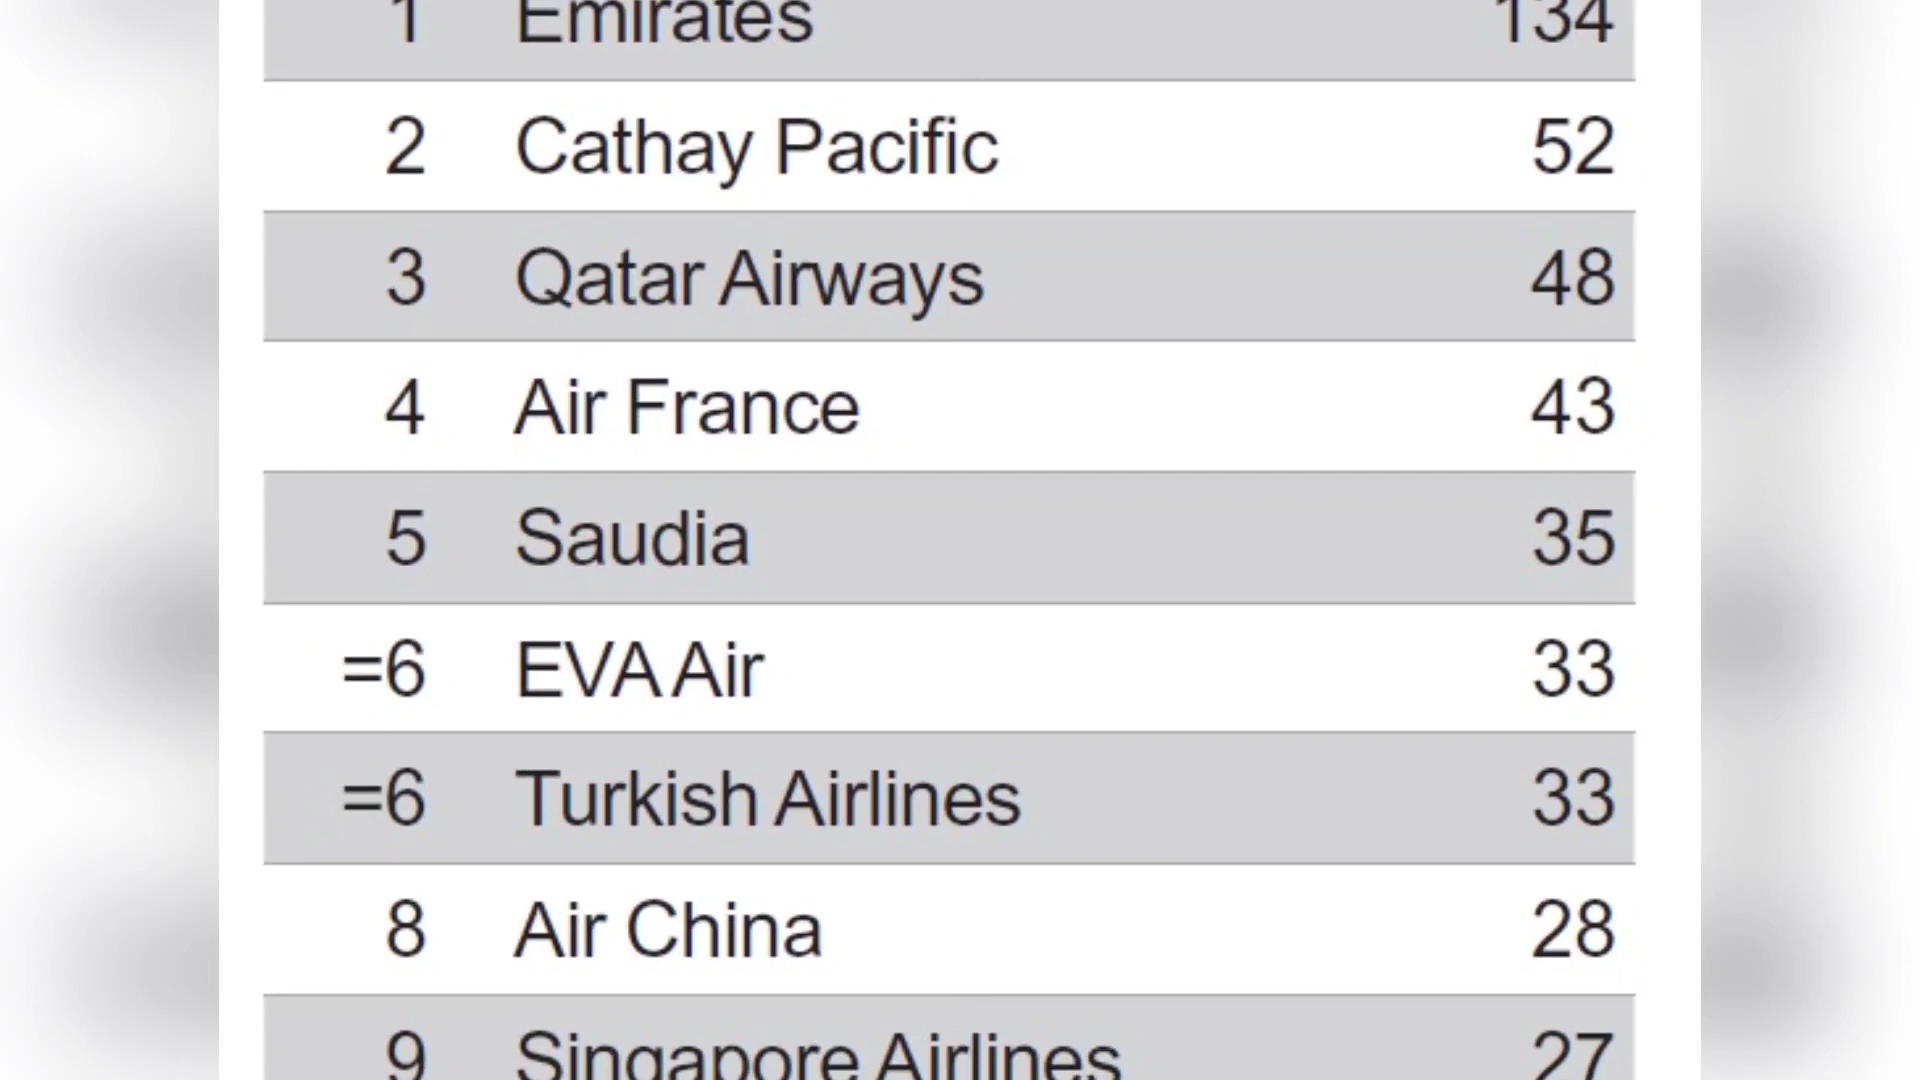 1 Emirates 134
2 Cathay Pacific 52
3 Qatar Airways 48
4 Air France 43
5 Saudia 35
=6 EVA Air 33
=6 Turkish Airlines 33
8 Air China 28
9 Singapore Airlines 27